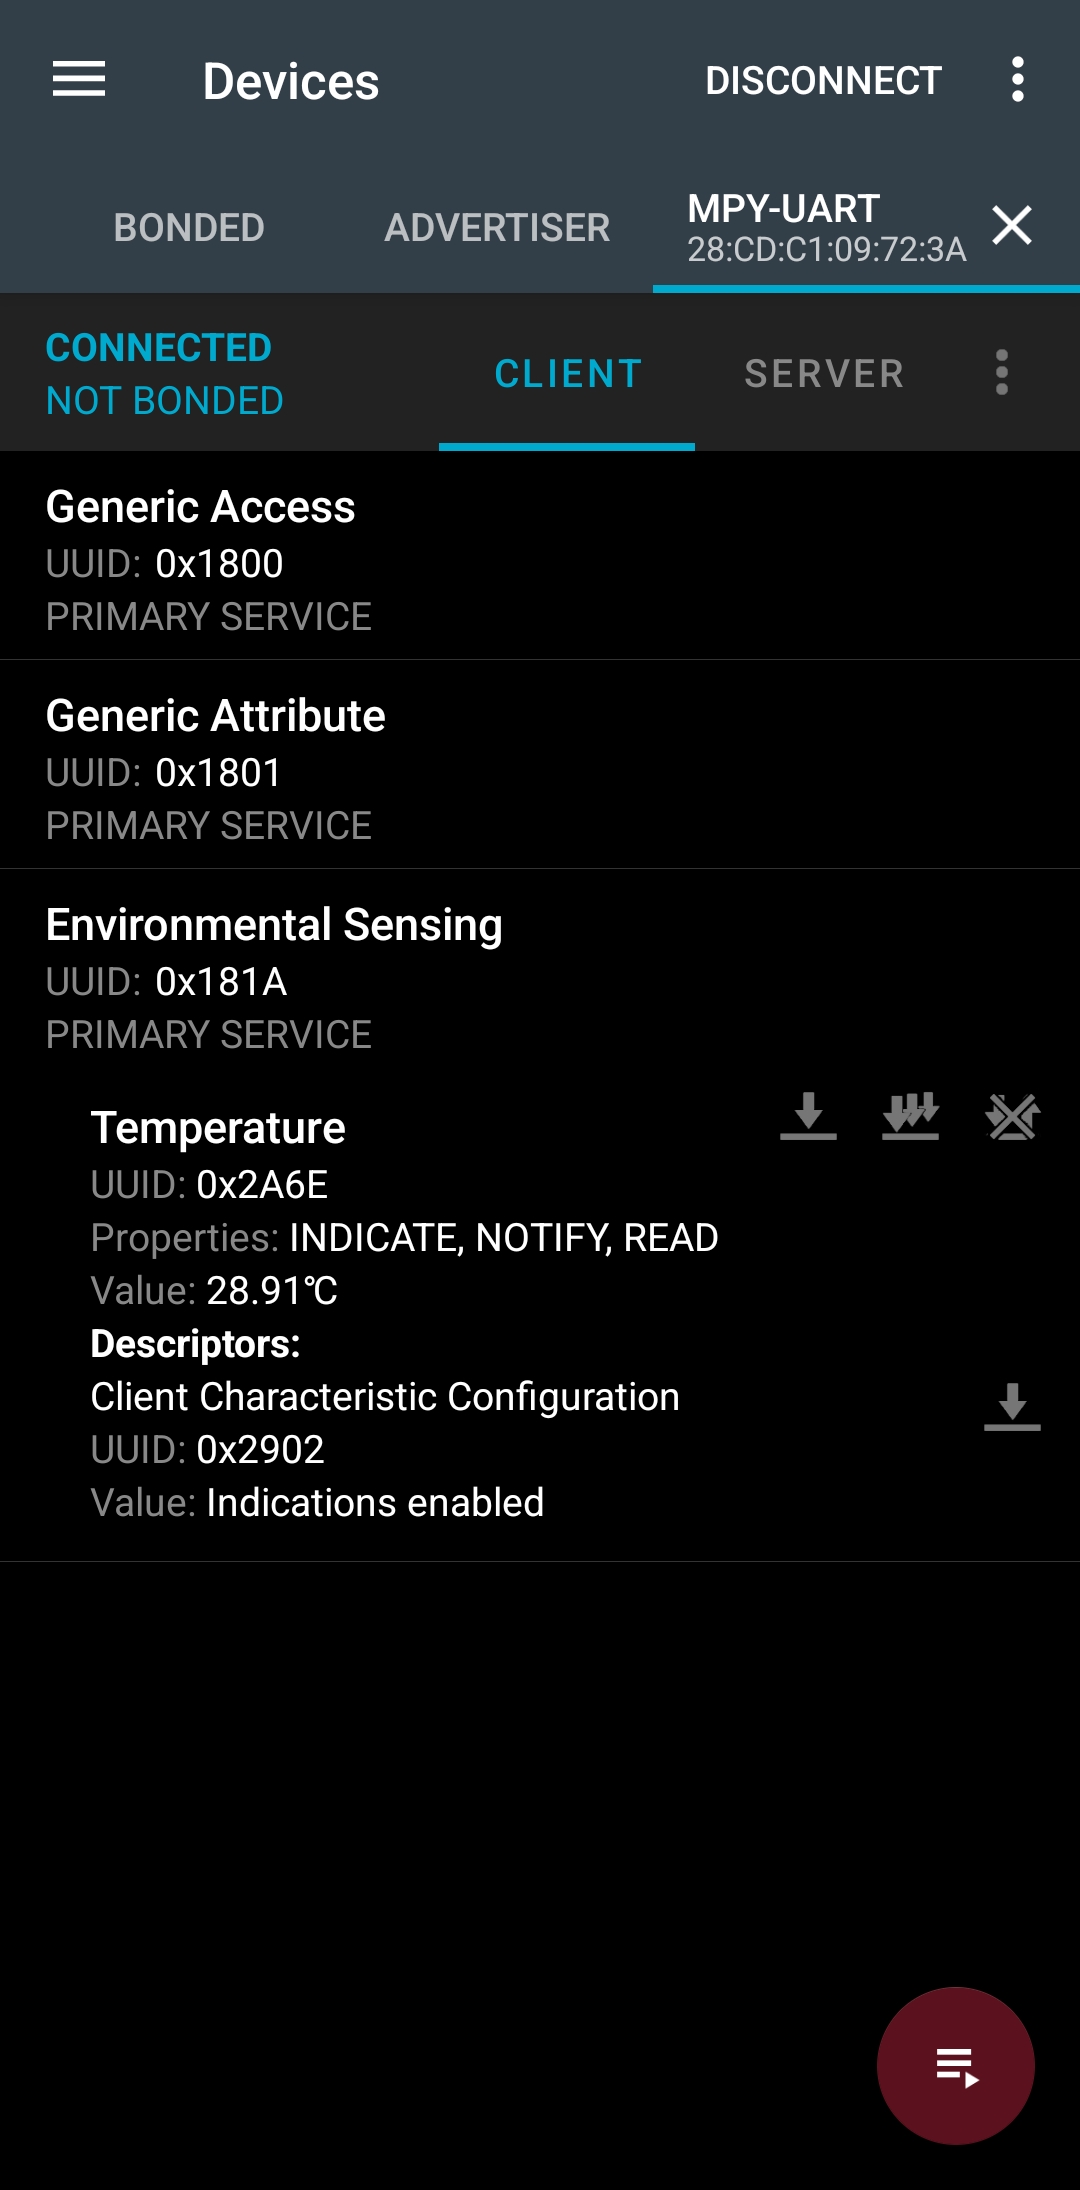 Devices
DISCONNECT
BONDED
ADVERTISER
MPY-UART
28:CD:C1:09:72:3A
CONNECTED
NOT BONDED
CLIENT
SERVER
Generic Access
UUID: 0x1800
PRIMARY SERVICE
Generic Attribute
UUID: 0x1801
PRIMARY SERVICE
Environmental Sensing
UUID: 0x181A
PRIMARY SERVICE
Temperature
UUID: 0x2A6E
Properties: INDICATE, NOTIFY, READ
Value: 28.91℃
Descriptors:
Client Characteristic Configuration
UUID: 0x2902
Value: Indications enabled